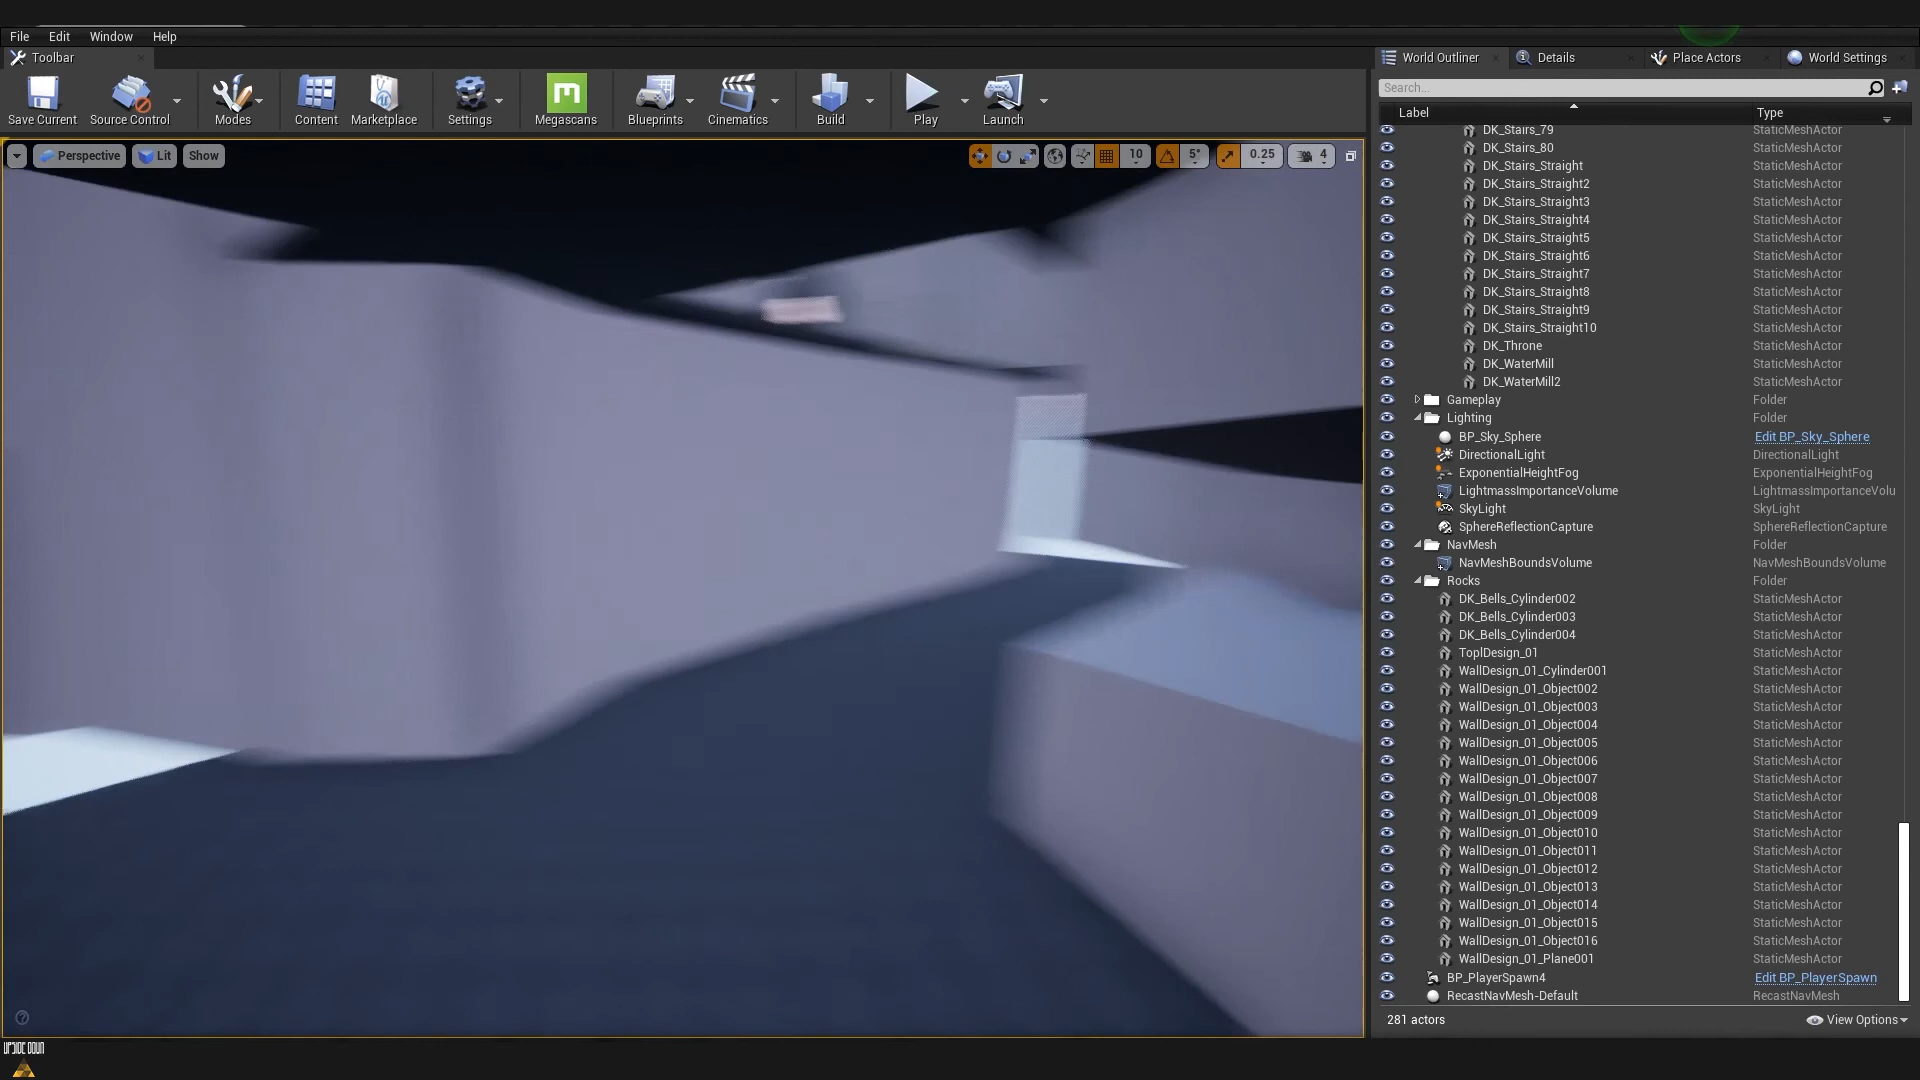 File Edit Window Help
Toolbar
World Outliner Details Place Actors World Settings
Save Current Source Control Modes Content Marketplace Settings Megascans Blueprints Cinematics Build Play Launch
Search...
Label Type
Perspective Lit Show 10 5° 0.25 4
DK_Stairs_79 StaticMeshActor
DK_Stairs_80 StaticMeshActor
DK_Stairs_Straight StaticMeshActor
DK_Stairs_Straight2 StaticMeshActor
DK_Stairs_Straight3 StaticMeshActor
DK_Stairs_Straight4 StaticMeshActor
DK_Stairs_Straight5 StaticMeshActor
DK_Stairs_Straight6 StaticMeshActor
DK_Stairs_Straight7 StaticMeshActor
DK_Stairs_Straight8 StaticMeshActor
DK_Stairs_Straight9 StaticMeshActor
DK_Stairs_Straight10 StaticMeshActor
DK_Throne StaticMeshActor
DK_WaterMill StaticMeshActor
DK_WaterMill2 StaticMeshActor
Gameplay Folder
Lighting Folder
BP_Sky_Sphere Edit BP_Sky_Sphere
DirectionalLight DirectionalLight
ExponentialHeightFog ExponentialHeightFog
LightmassImportanceVolume LightmassImportanceVolu
SkyLight SkyLight
SphereReflectionCapture SphereReflectionCapture
NavMesh Folder
NavMeshBoundsVolume NavMeshBoundsVolume
Rocks Folder
DK_Bells_Cylinder002 StaticMeshActor
DK_Bells_Cylinder003 StaticMeshActor
DK_Bells_Cylinder004 StaticMeshActor
ToplDesign_01 StaticMeshActor
WallDesign_01_Cylinder001 StaticMeshActor
WallDesign_01_Object002 StaticMeshActor
WallDesign_01_Object003 StaticMeshActor
WallDesign_01_Object004 StaticMeshActor
WallDesign_01_Object005 StaticMeshActor
WallDesign_01_Object006 StaticMeshActor
WallDesign_01_Object007 StaticMeshActor
WallDesign_01_Object008 StaticMeshActor
WallDesign_01_Object009 StaticMeshActor
WallDesign_01_Object010 StaticMeshActor
WallDesign_01_Object011 StaticMeshActor
WallDesign_01_Object012 StaticMeshActor
WallDesign_01_Object013 StaticMeshActor
WallDesign_01_Object014 StaticMeshActor
WallDesign_01_Object015 StaticMeshActor
WallDesign_01_Object016 StaticMeshActor
WallDesign_01_Plane001 StaticMeshActor
BP_PlayerSpawn4 Edit BP_PlayerSpawn
RecastNavMesh-Default RecastNavMesh
281 actors View Options
UPSIDE DOWN